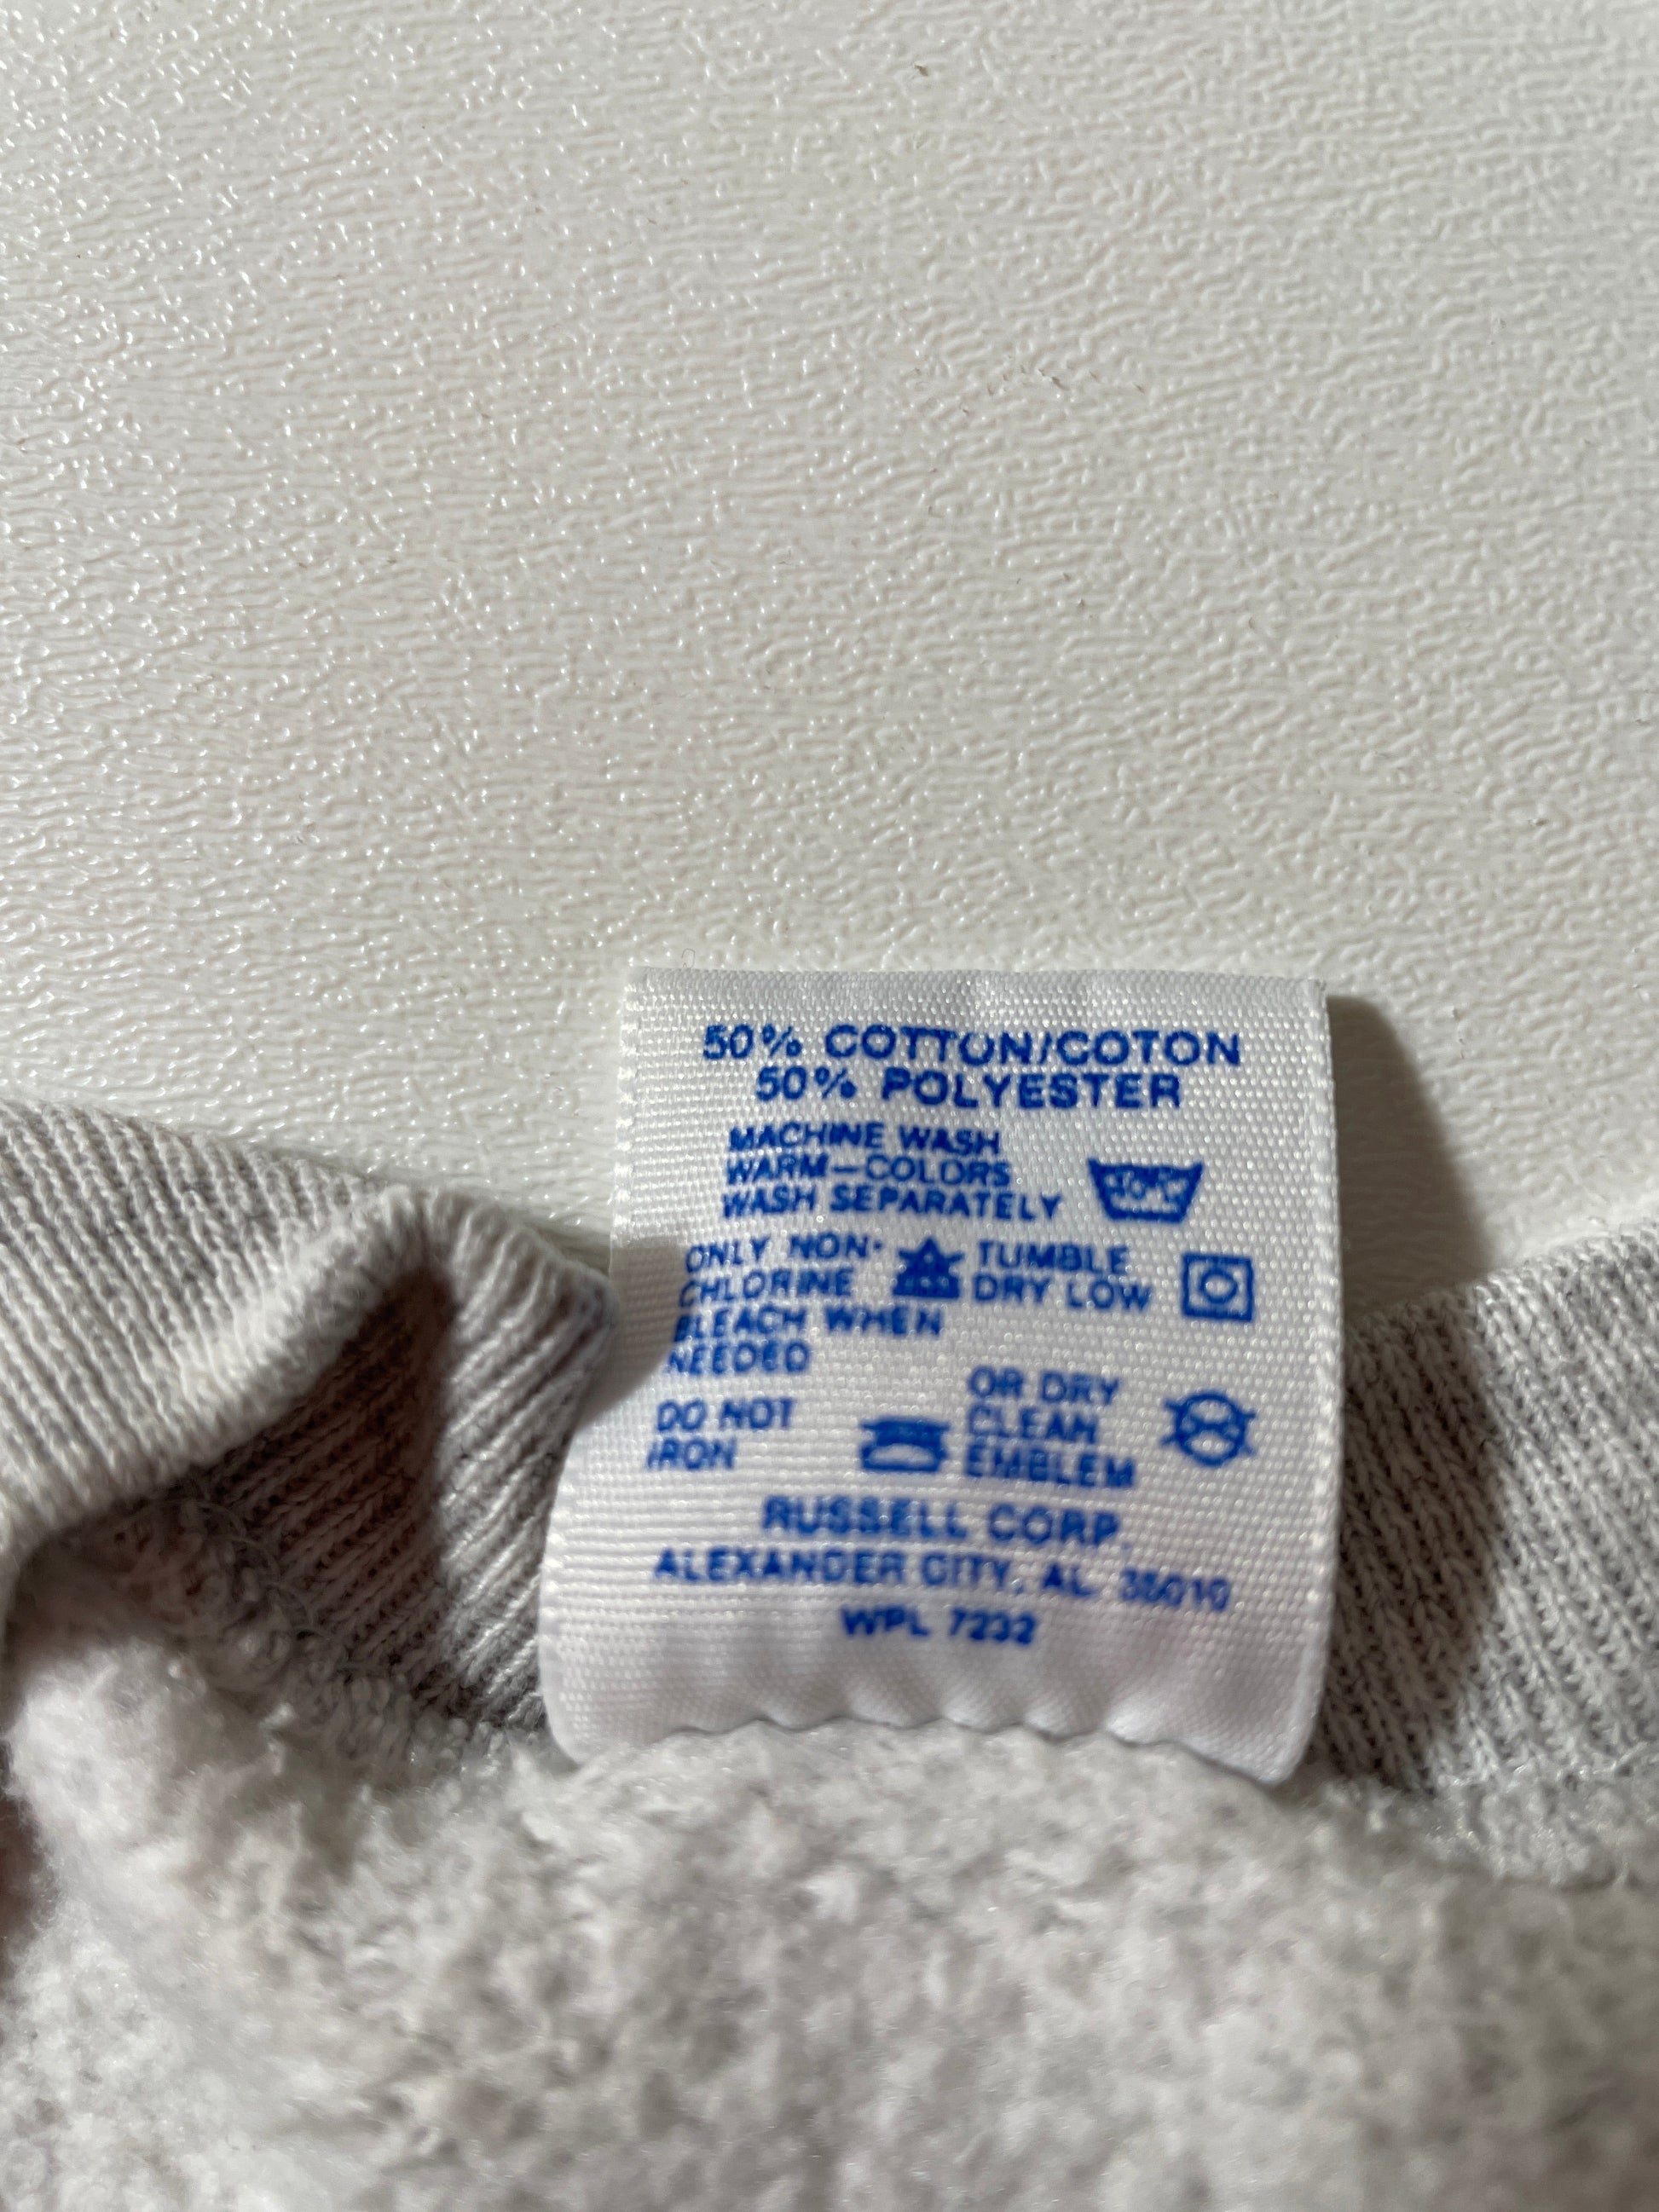 50% COTTON/COTON
50% POLYESTER
MACHINE WASH
WARM—COLORS
WASH SEPARATELY
ONLY NON-
CHLORINE
BLEACH WHEN
NEEDED
TUMBLE
DRY LOW
DO NOT
IRON
OR DRY
CLEAN
EMBLEM
RUSSELL CORP.
ALEXANDER CITY, AL 35010
WPL 7232